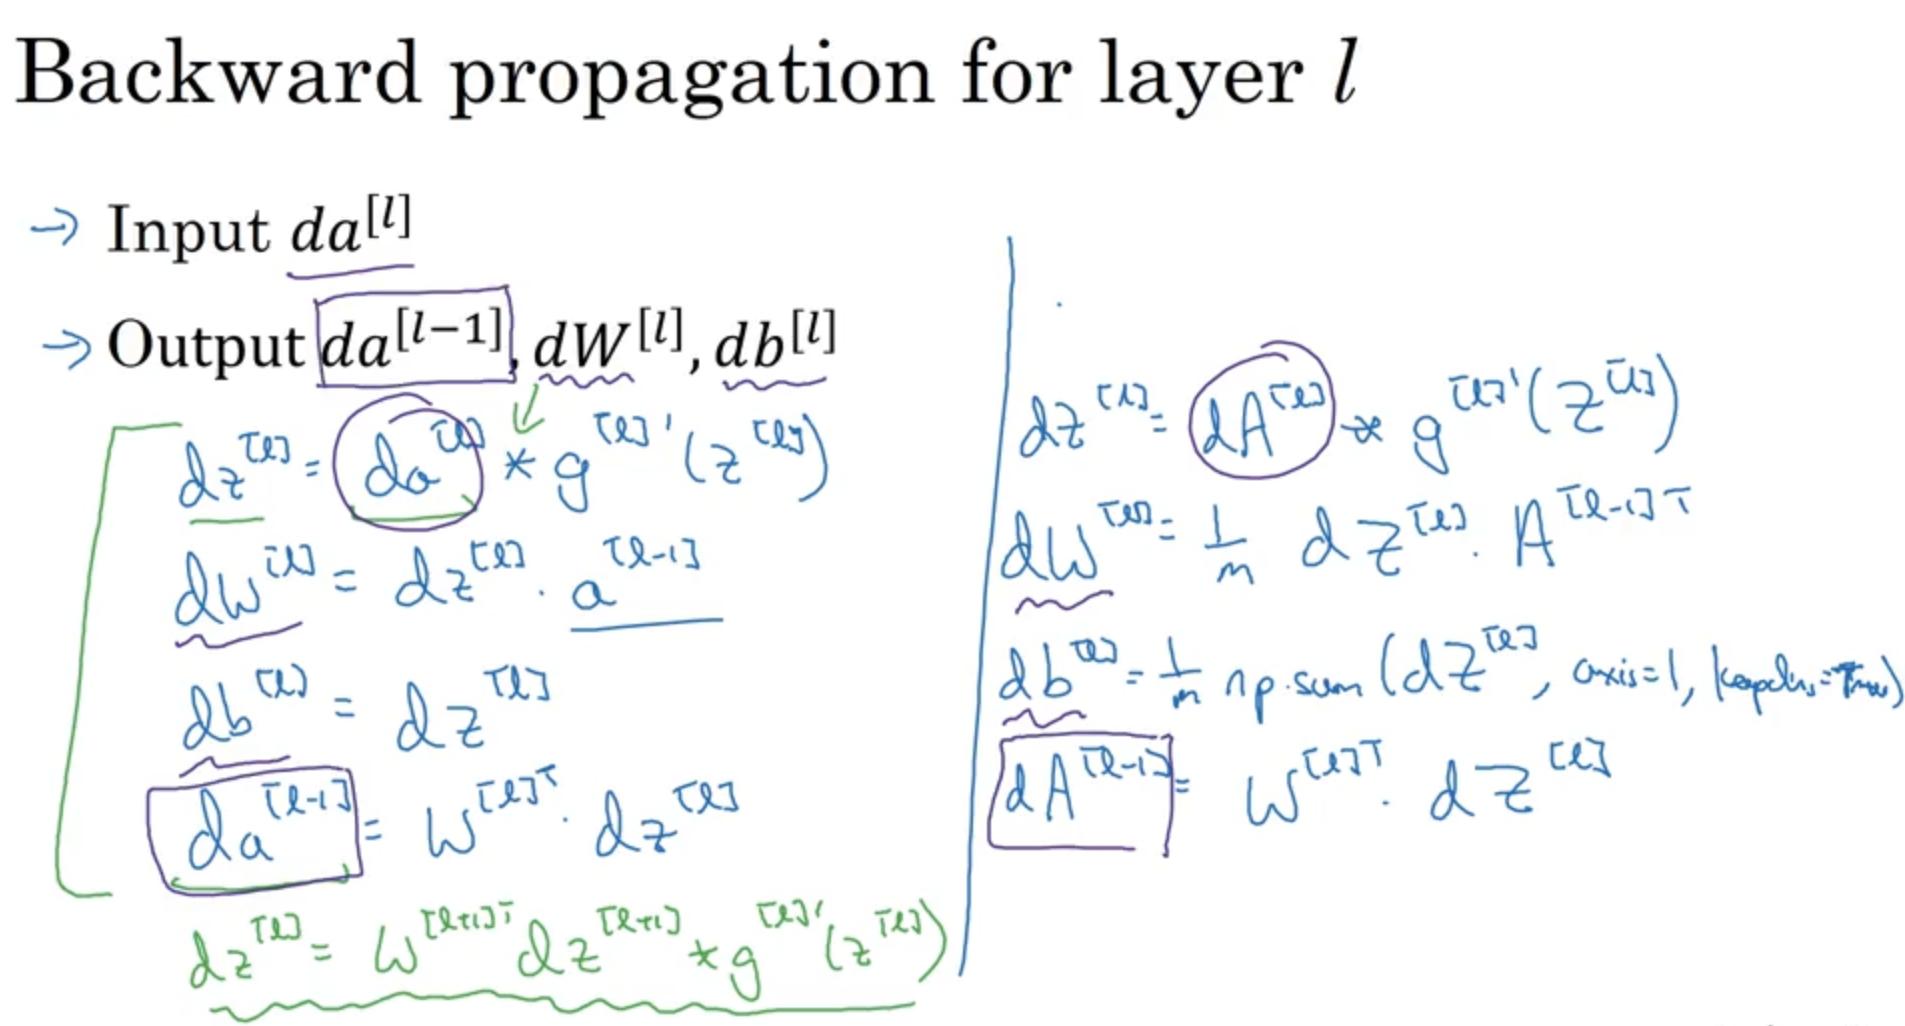 Backward propagation for layer l
→ Input da^[l]
→ Output da^[l-1], dW^[l], db^[l]
dz^[l] = da^[l] * g^[l]'(z^[l])
dW^[l] = dz^[l] · a^[l-1]
db^[l] = dz^[l]
da^[l-1] = W^[l]T · dz^[l]
dz^[l] = W^[l+1]T dz^[l+1] * g^[l]'(z^[l])
dZ^[l] = dA^[l] * g^[l]'(Z^[l])
dW^[l] = 1/m dZ^[l] · A^[l-1]T
db^[l] = 1/m np.sum(dZ^[l], axis=1, keepdims=True)
dA^[l-1] = W^[l]T · dZ^[l]